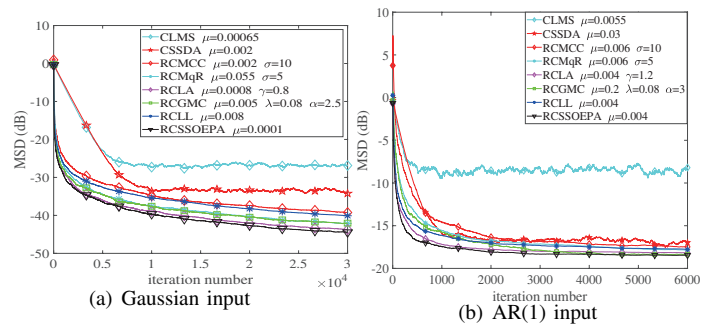 10
0
-10
-20
-30
-40
-50
MSD (dB)
CLMS μ=0.00065
CSSDA μ=0.002
RCMCC μ=0.002 σ=10
RCMqR μ=0.055 σ=5
RCLA μ=0.0008 γ=0.8
RCGMC μ=0.005 λ=0.08 α=2.5
RCLL μ=0.008
RCSSOEPA μ=0.0001
0 0.5 1 1.5 2 2.5 3
iteration number
×10⁴
(a) Gaussian input
10
5
0
-5
-10
-15
-20
MSD (dB)
CLMS μ=0.0055
CSSDA μ=0.03
RCMCC μ=0.006 σ=10
RCMqR μ=0.006 σ=5
RCLA μ=0.004 γ=1.2
RCGMC μ=0.2 λ=0.08 α=3
RCLL μ=0.004
RCSSOEPA μ=0.004
0 1000 2000 3000 4000 5000 6000
iteration number
(b) AR(1) input